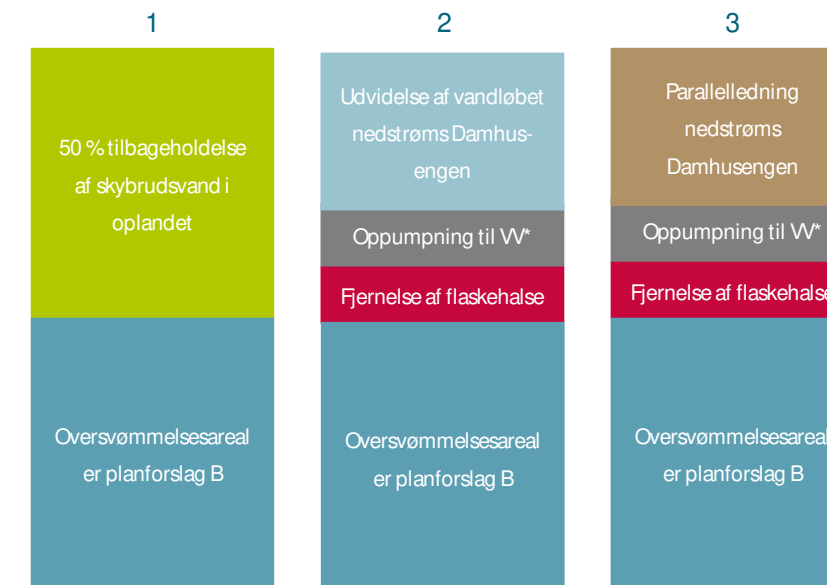 1
50 % tilbageholdelse
af skybrudsvand i
oplandet
Oversvømmelsesareal
er planforslag B
2
Udvidelse af vandløbet
nedstrøms Damhus-
engen
Oppumpning til VV*
Fjernelse af flaskehalse
Oversvømmelsesareal
er planforslag B
3
Parallelledning
nedstrøms
Damhusengen
Oppumpning til VV*
Fjernelse af flaskehalse
Oversvømmelsesareal
er planforslag B